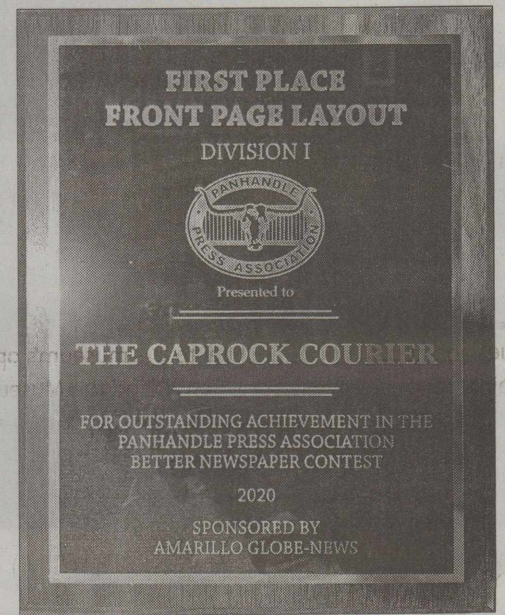 FIRST PLACE
FRONT PAGE LAYOUT
DIVISION I
PANHANDLE
PRESS ASSOCIATION
Presented to
THE CAPROCK COURIER
FOR OUTSTANDING ACHIEVEMENT IN THE
PANHANDLE PRESS ASSOCIATION
BETTER NEWSPAPER CONTEST
2020
SPONSORED BY
AMARILLO GLOBE-NEWS